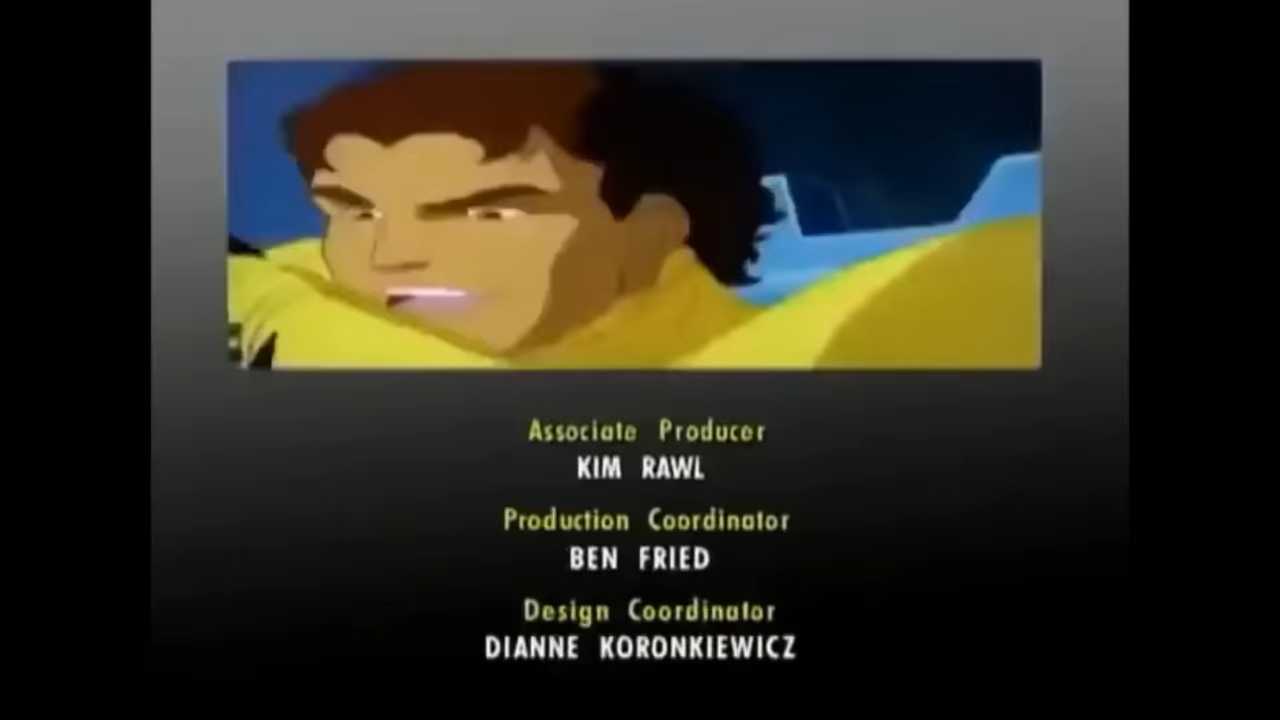 Associate Producer
KIM RAWL
Production Coordinator
BEN FRIED
Design Coordinator
DIANNE KORONKIEWICZ